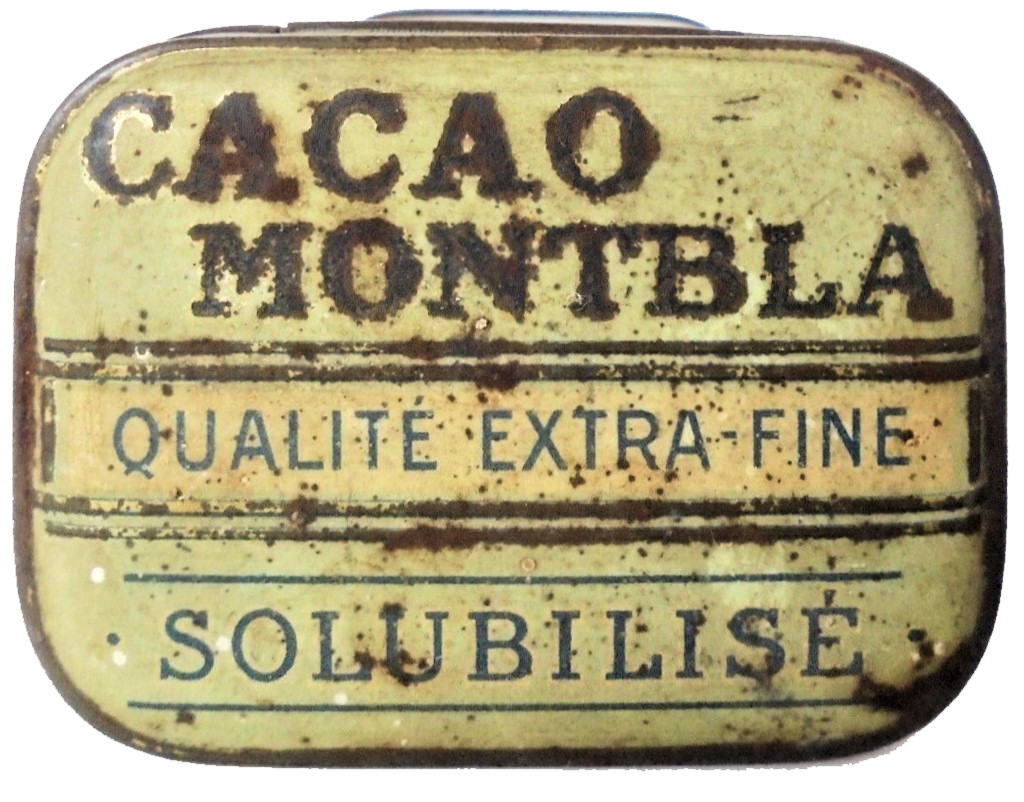 CACAO
MONTBLA
QUALITÉ EXTRA-FINE
SOLUBILISÉ